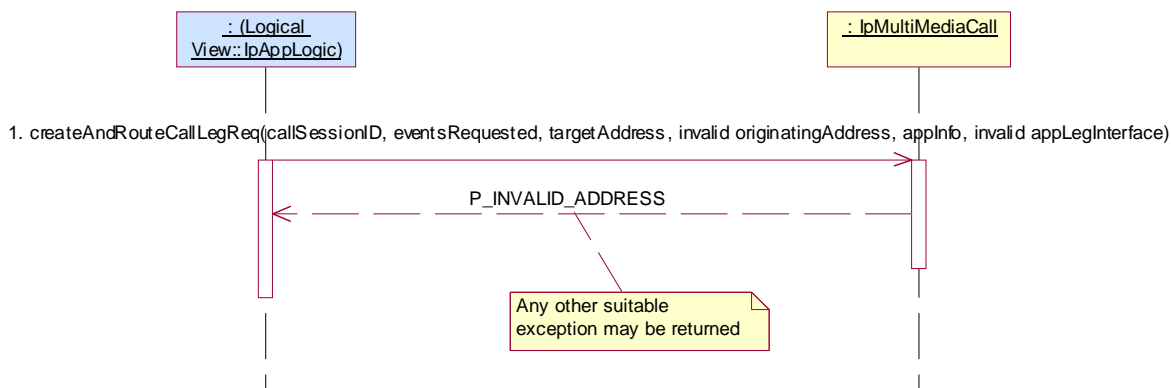 : (Logical
View::IpAppLogic)
: IpMultiMediaCall
1. createAndRouteCallLegReq(callSessionID, eventsRequested, targetAddress, invalid originatingAddress, appInfo, invalid appLegInterface)
P_INVALID_ADDRESS
Any other suitable
exception may be returned